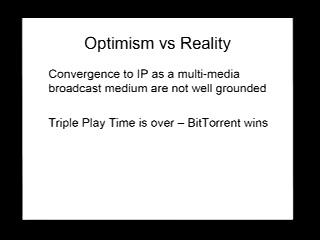 Optimism vs Reality
Convergence to IP as a multi-media
broadcast medium are not well grounded
Triple Play Time is over – BitTorrent wins